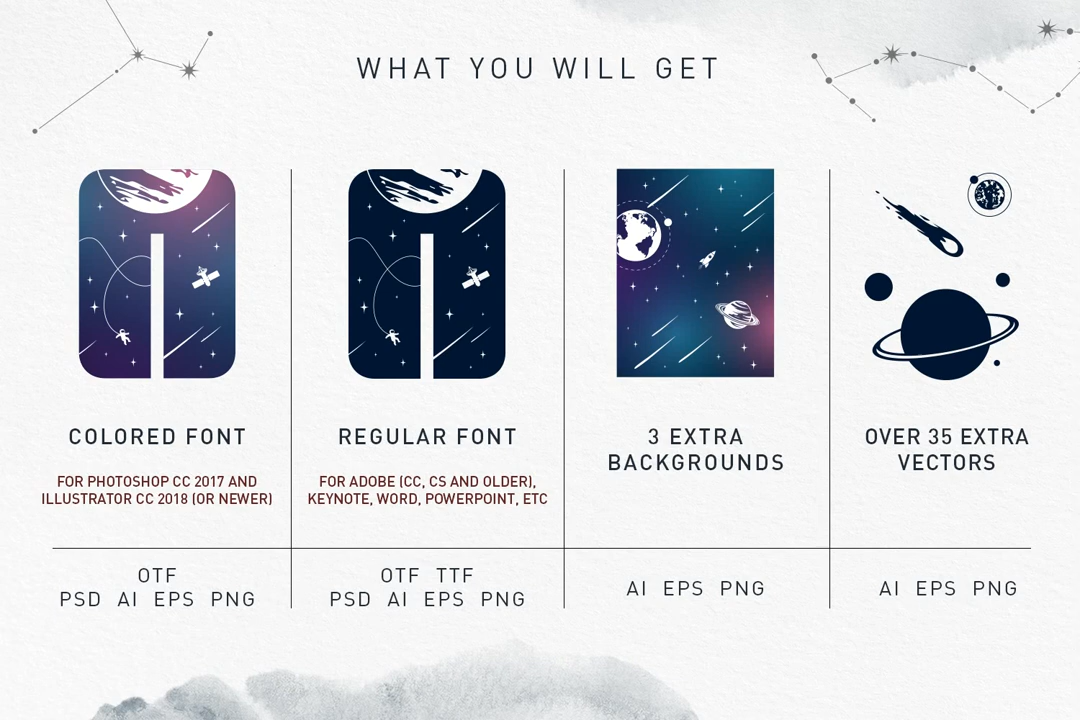 WHAT YOU WILL GET
COLORED FONT
FOR PHOTOSHOP CC 2017 AND
ILLUSTRATOR CC 2018 (OR NEWER)
OTF
PSD AI EPS PNG
REGULAR FONT
FOR ADOBE (CC, CS AND OLDER),
KEYNOTE, WORD, POWERPOINT, ETC
OTF TTF
PSD AI EPS PNG
3 EXTRA
BACKGROUNDS
AI EPS PNG
OVER 35 EXTRA
VECTORS
AI EPS PNG